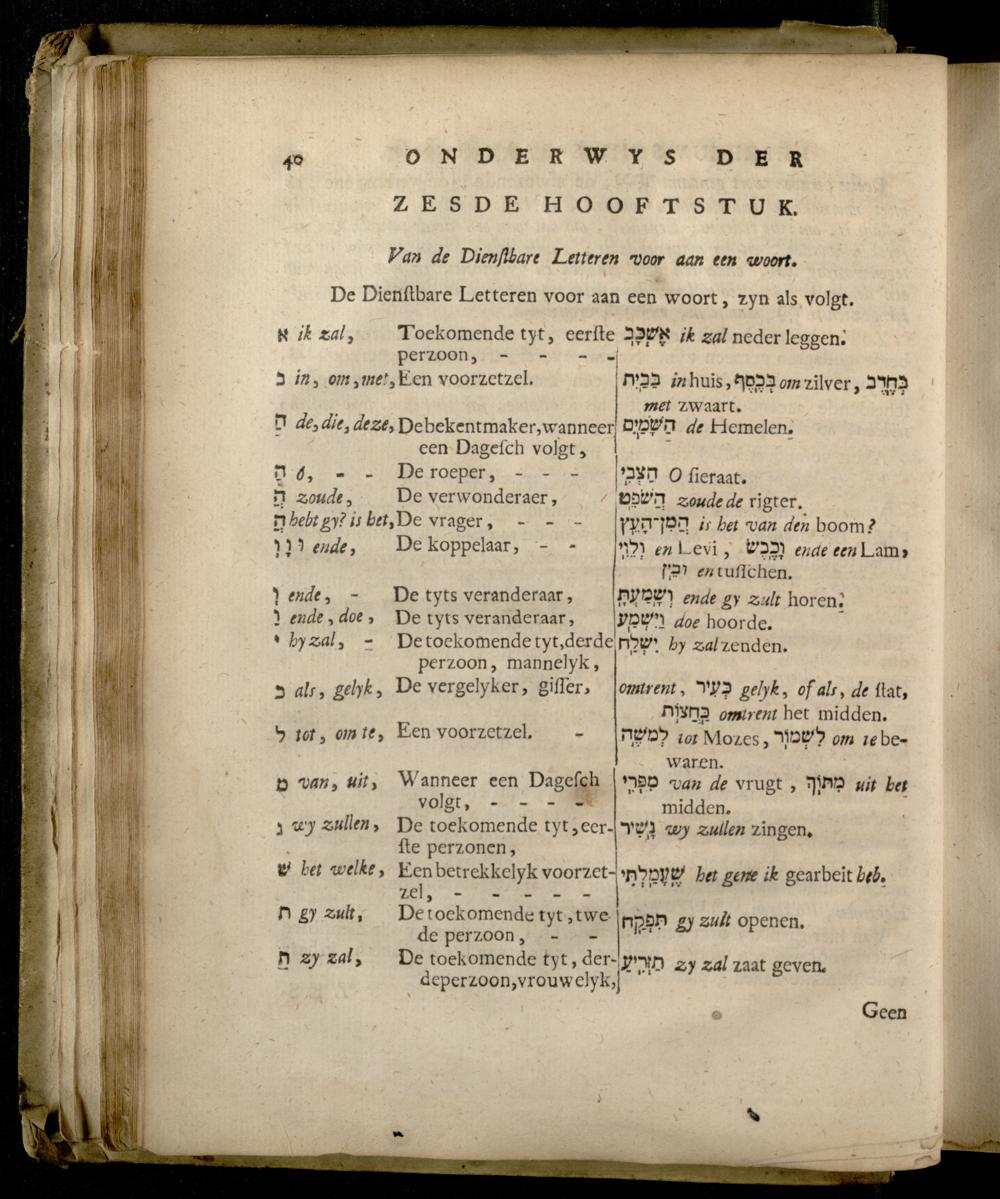 40 ONDERWYS DER
ZESDE HOOFTSTUK.
Van de Dienſtbare Letteren voor aan een woort.
De Dienſtbare Letteren voor aan een woort, zyn als volgt.
א ik zal, Toekomende tyt, eerſte אֶשְׁכָּב ik zal neder leggen.
perzoon, - - - -
ב in, om, met, Een voorzetzel. בַּבַּיִת in huis, בְּכֶסֶף om zilver, בְּחֶרֶב
met zwaart.
הַ de, die, deze, De bekentmaker, wanneer הַשָּׁמַיִם de Hemelen.
een Dageſch volgt,
הַ ó, - - De roeper, - - - הַצְּבִי O ſieraat.
הֲ zoude, De verwonderaer, הֲשֹׁפֵט zoude de rigter.
הֲ hebt gy? is het, De vrager, - - - הֲמִן־הָעֵץ is het van den boom?
וְ וָ ו ende, De koppelaar, - - וְלֵוִי en Levi, וָכֶבֶשׂ ende een Lam,
וּבֵין en tuſſchen.
וְ ende, - De tyts veranderaar, וְשָׁמַעְתָּ ende gy zult horen.
וַ ende, doe, De tyts veranderaar, וַיִּשְׁמַע doe hoorde.
י hy zal, - De toekomende tyt, derde יִשְׁלַח hy zal zenden.
perzoon, mannelyk,
כ als, gelyk, De vergelyker, giſſer, omtrent, כְּעִיר gelyk, of als, de ſtat,
כַּחֲצוֹת omtrent het midden.
ל tot, om te, Een voorzetzel. - לְמֹשֶׁה tot Mozes, לִשְׁמוֹר om te be-
waren.
מ van, uit, Wanneer een Dageſch מִפְּרִי van de vrugt, מִתּוֹךְ uit het
volgt, - - - - midden.
נ wy zullen, De toekomende tyt, eer- נָשִׁיר wy zullen zingen.
ſte perzonen,
שׁ het welke, Een betrekkelyk voorzet- שֶׁעָמַלְתִּי het gene ik gearbeit heb.
zel, - - - - -
ת gy zult, De toekomende tyt, twe תִּפְקַח gy zult openen.
de perzoon, - -
תַ zy zal, De toekomende tyt, der- תַזְרִיעַ zy zal zaat geven.
deperzoon, vrouwelyk,
Geen